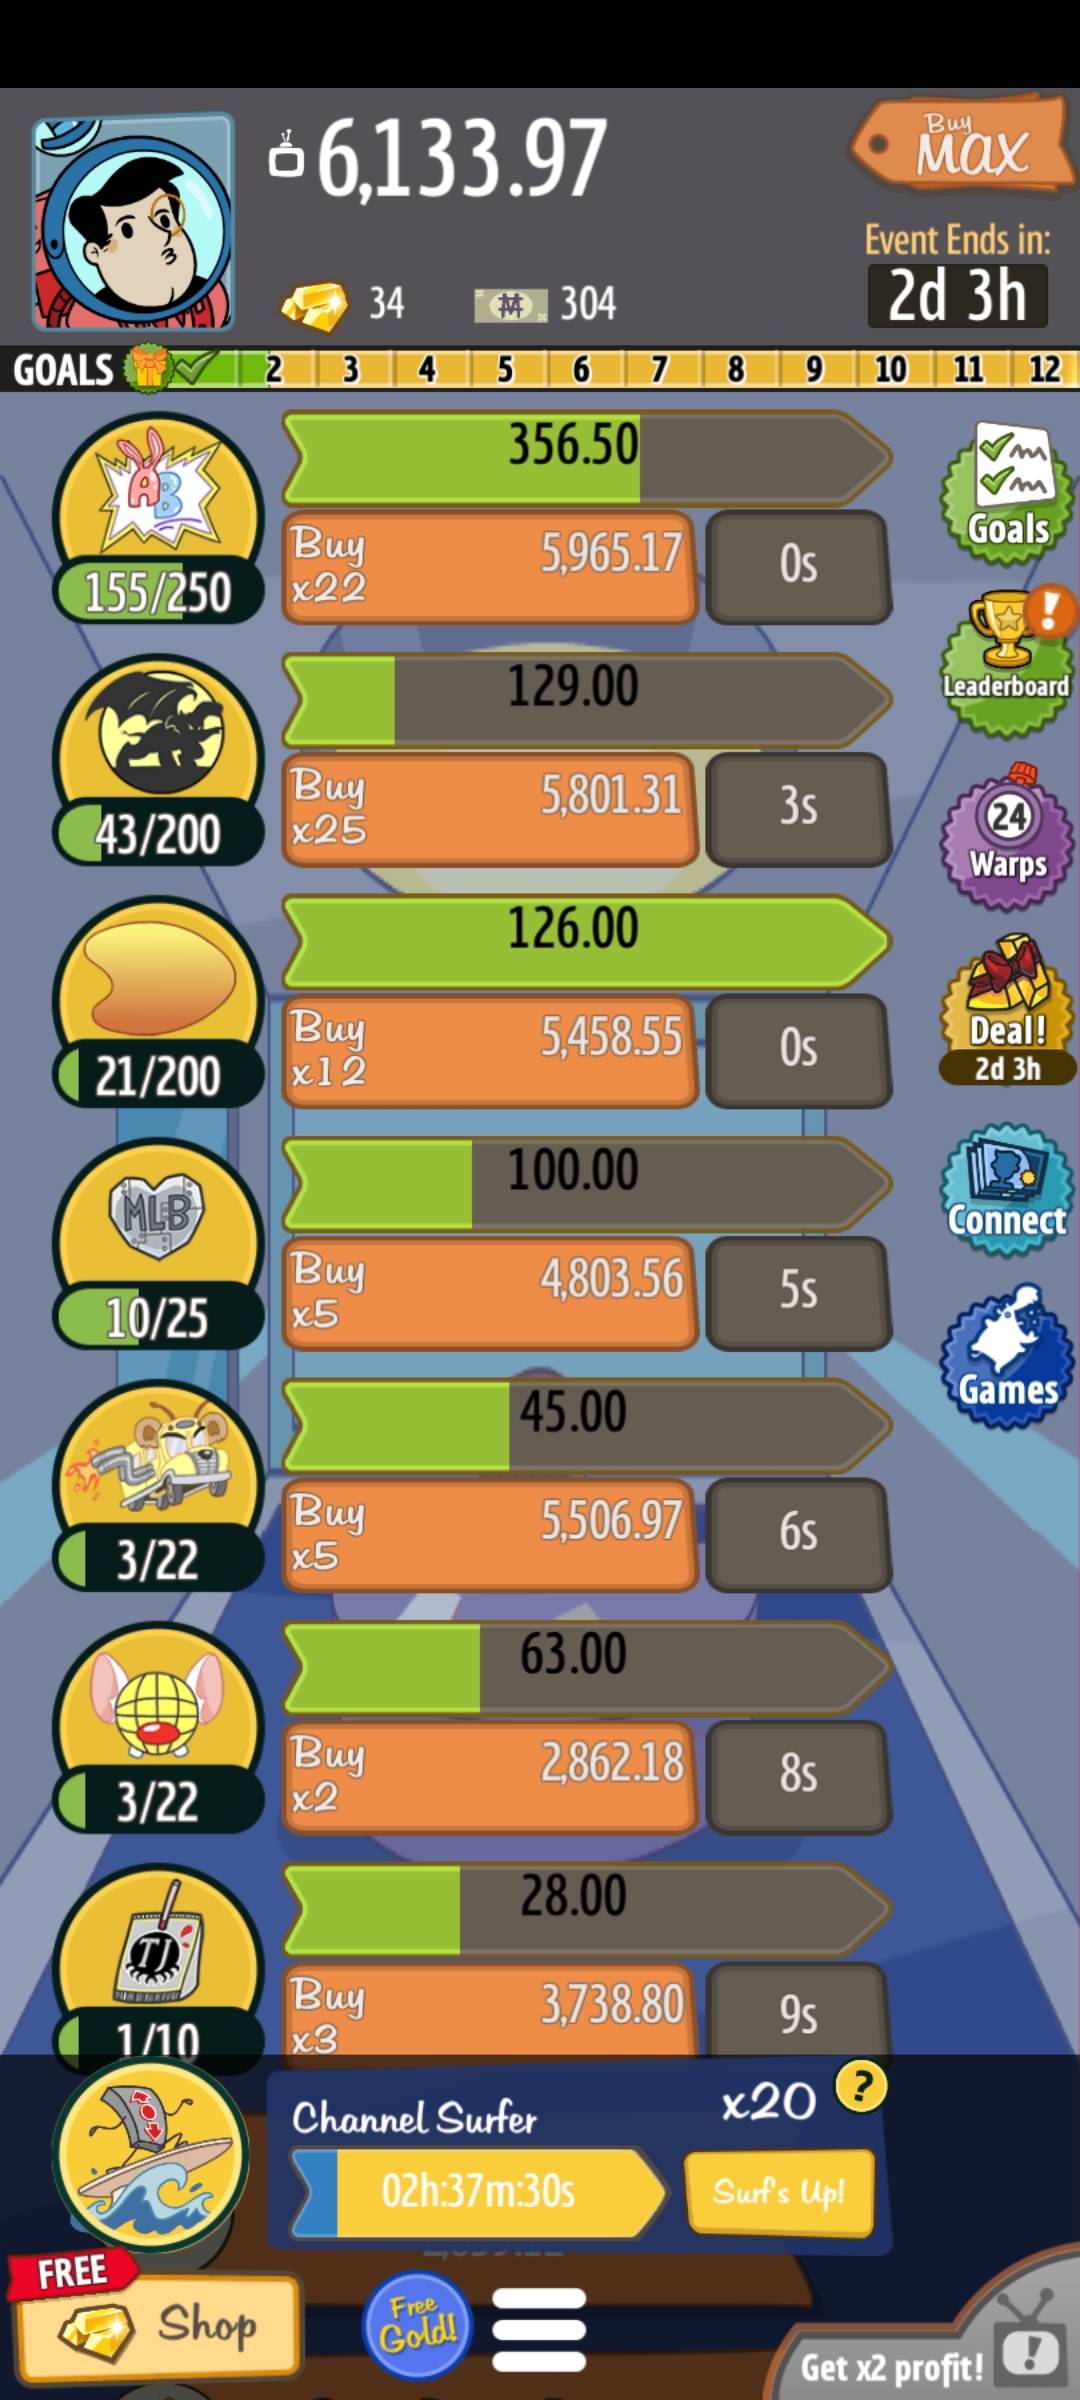 6,133.97
Buy
MAX
Event Ends in:
2d 3h
34
304
GOALS 2 3 4 5 6 7 8 9 10 11 12
AB
356.50
155/250
Buy
x22
5,965.17
0s
Goals
129.00
43/200
Buy
x25
5,801.31
3s
!
Leaderboard
24
Warps
126.00
21/200
Buy
x12
5,458.55
0s
Deal!
2d 3h
MLB
100.00
10/25
Buy
x5
4,803.56
5s
Connect
45.00
3/22
Buy
x5
5,506.97
6s
Games
63.00
3/22
Buy
x2
2,862.18
8s
TJ
28.00
1/10
Buy
x3
3,738.80
9s
Channel Surfer
x20
?
02h:37m:30s
Surf's Up!
FREE
Shop
Free
Gold!
Get x2 profit!
!